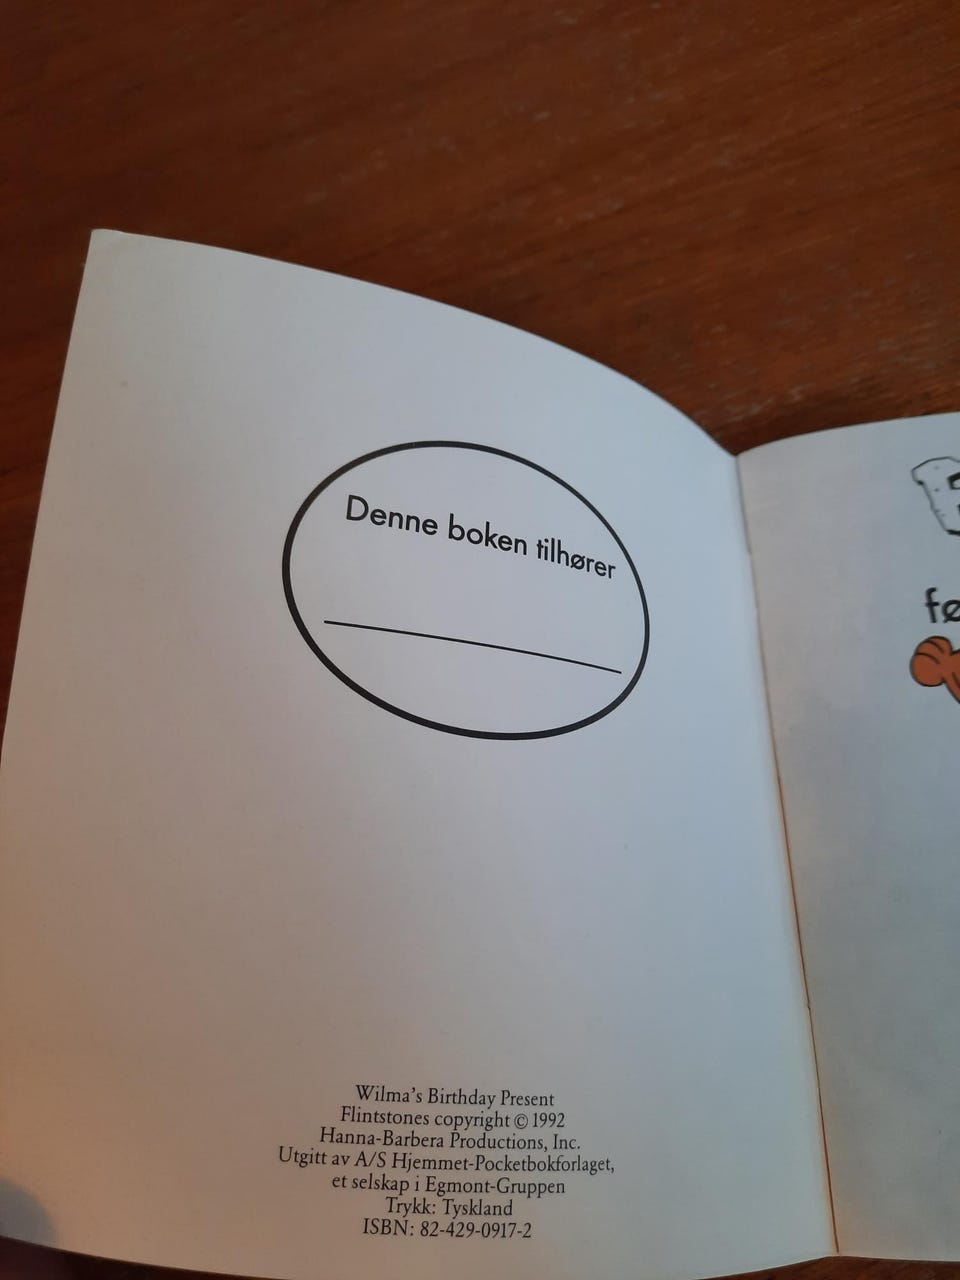 Denne boken tilhører
Wilma's Birthday Present
Flintstones copyright © 1992
Hanna-Barbera Productions, Inc.
Utgitt av A/S Hjemmet-Pocketbokforlaget,
et selskap i Egmont-Gruppen
Trykk: Tyskland
ISBN: 82-429-0917-2